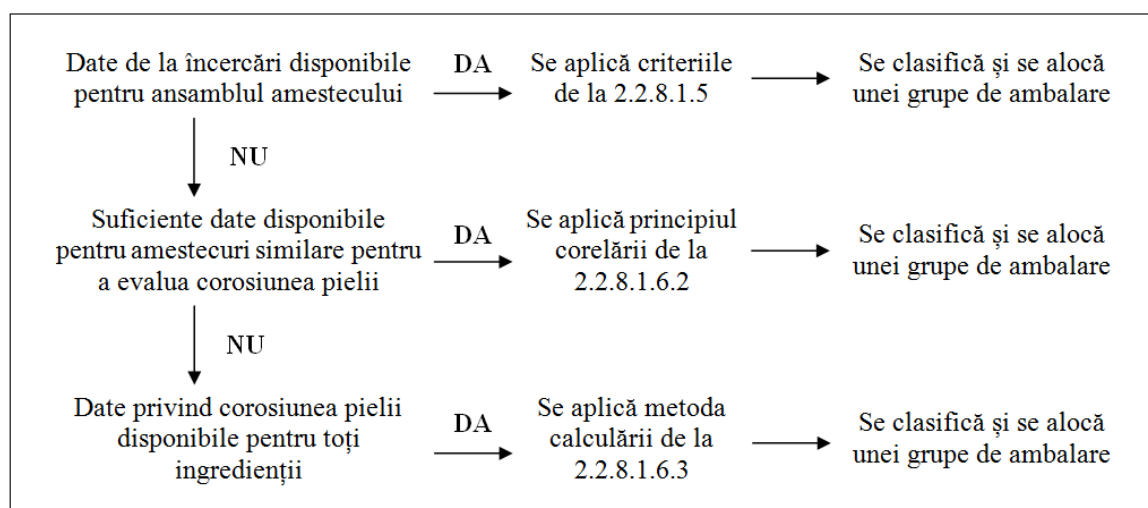 Date de la încercări disponibile
pentru ansamblul amestecului
DA
Se aplică criteriile
de la 2.2.8.1.5
Se clasifică și se alocă
unei grupe de ambalare
NU
Suficiente date disponibile
pentru amestecuri similare pentru
a evalua corosiunea pielii
DA
Se aplică principiul
corelării de la
2.2.8.1.6.2
Se clasifică și se alocă
unei grupe de ambalare
NU
Date privind corosiunea pielii
disponibile pentru toți
ingredienții
DA
Se aplică metoda
calculării de la
2.2.8.1.6.3
Se clasifică și se alocă
unei grupe de ambalare